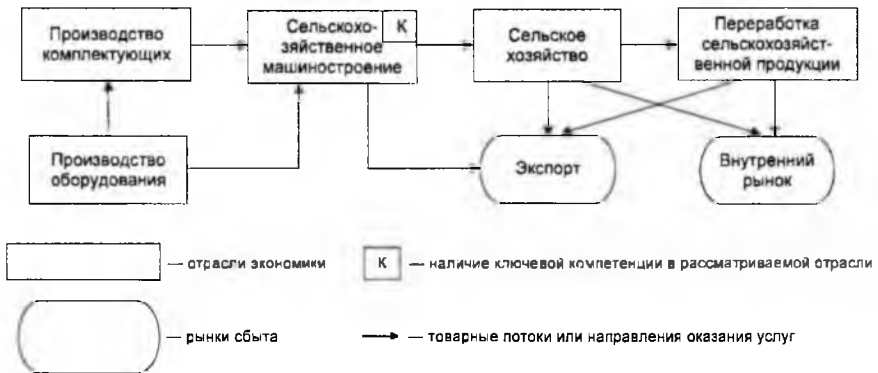 Производство
комплектующих
Сельскохо-
зяйственное
машиностроение
К
Сельское
хозяйство
Переработка
сельскохозяйст-
венной продукции
Производство
оборудования
Экспорт
Внутренний
рынок
— отрасли экономики
К
— наличие ключевой компетенции в рассматриваемой отрасли
— рынки сбыта
— товарные потоки или направления оказания услуг